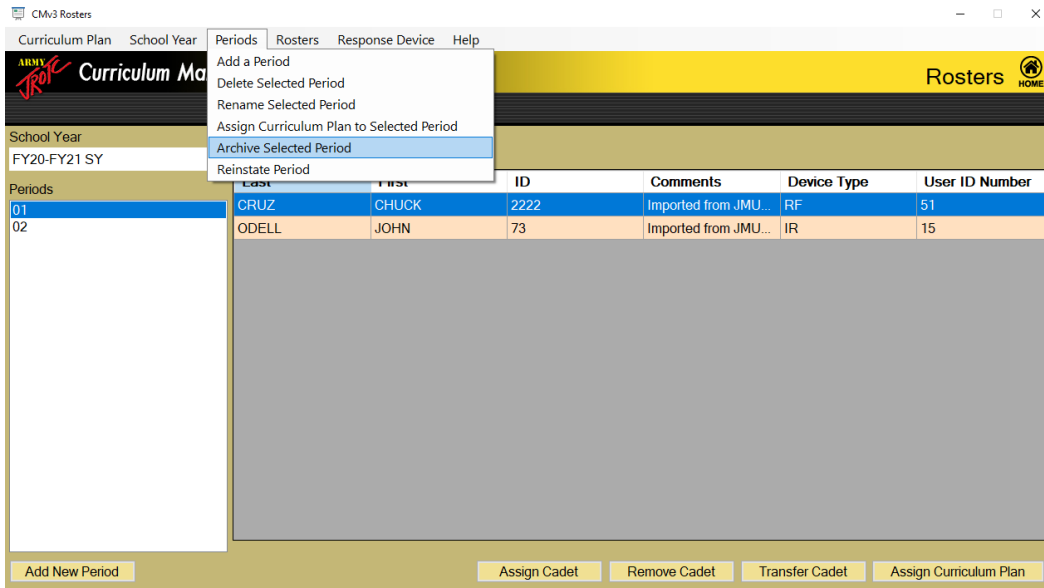 CMv3 Rosters
Curriculum Plan School Year Periods Rosters Response Device Help
ARMY JROTC Curriculum Ma
Rosters HOME
Add a Period
Delete Selected Period
Rename Selected Period
Assign Curriculum Plan to Selected Period
Archive Selected Period
Reinstate Period
School Year
FY20-FY21 SY
Periods
01
02
Last First ID Comments Device Type User ID Number
CRUZ CHUCK 2222 Imported from JMU... RF 51
ODELL JOHN 73 Imported from JMU... IR 15
Add New Period Assign Cadet Remove Cadet Transfer Cadet Assign Curriculum Plan